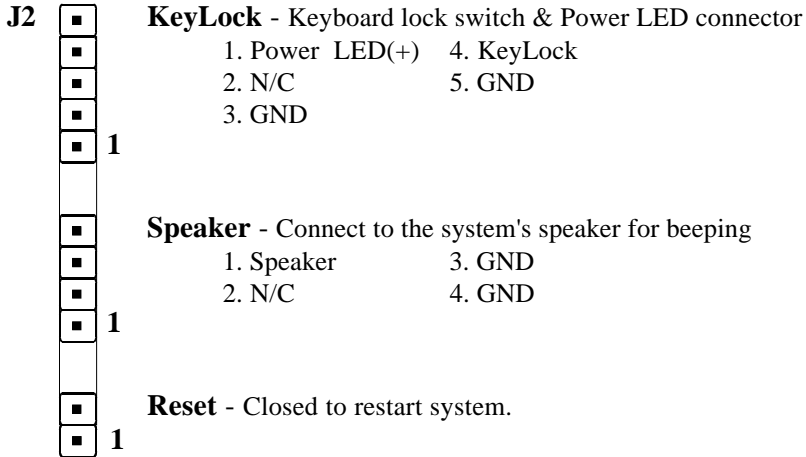 J2 KeyLock - Keyboard lock switch & Power LED connector
1. Power LED(+) 4. KeyLock
2. N/C 5. GND
3. GND
1
Speaker - Connect to the system's speaker for beeping
1. Speaker 3. GND
2. N/C 4. GND
1
Reset - Closed to restart system.
1